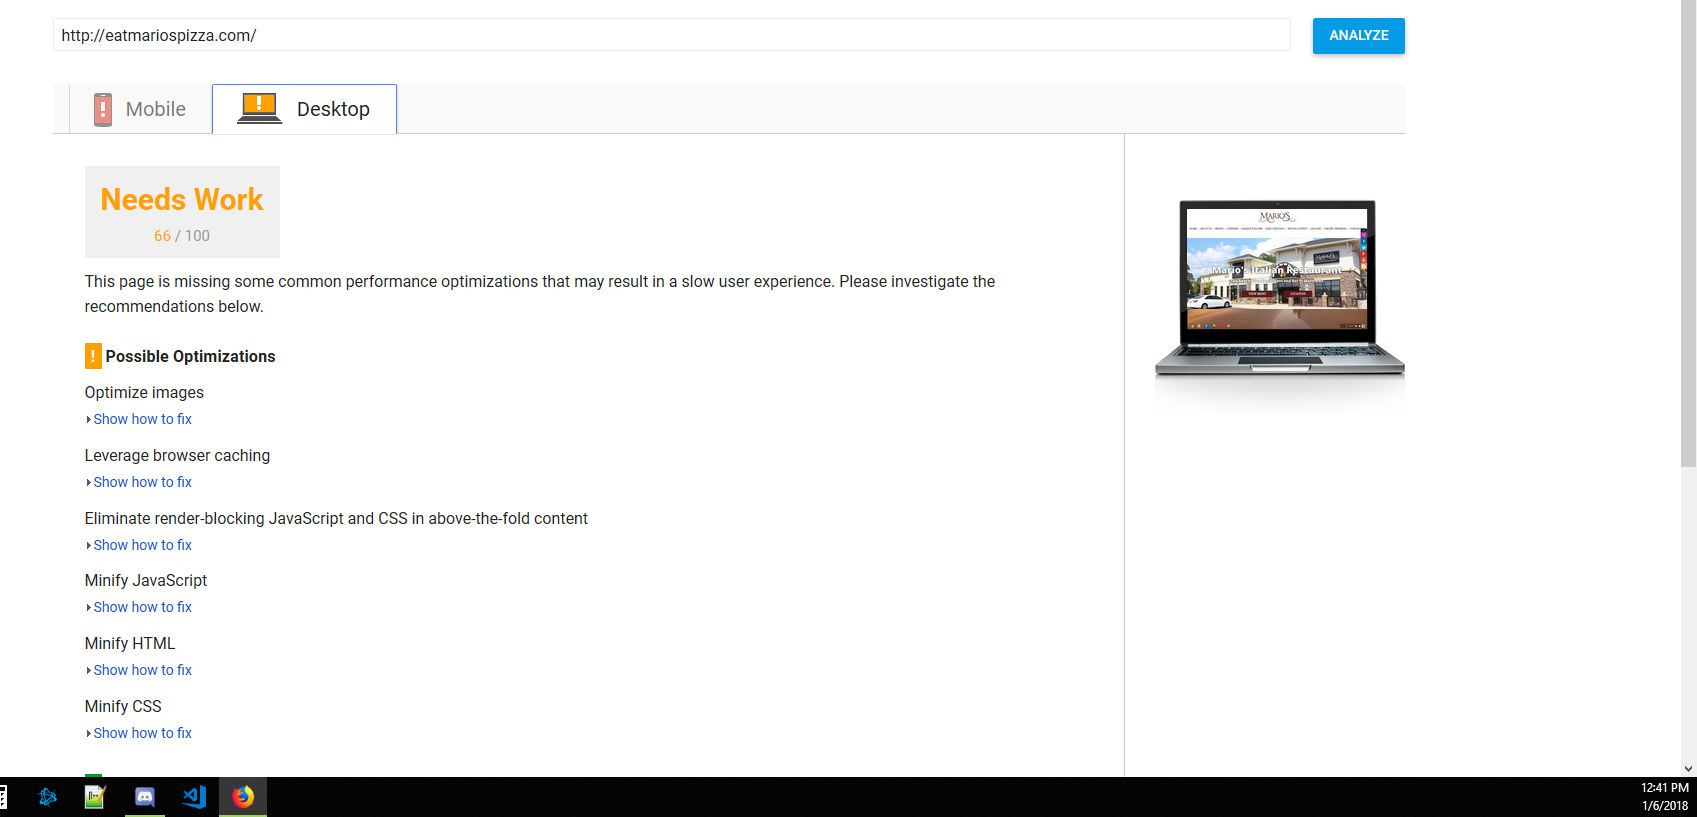 http://eatmariospizza.com/
ANALYZE
Mobile
Desktop
Needs Work
66 / 100
This page is missing some common performance optimizations that may result in a slow user experience. Please investigate the
recommendations below.
Possible Optimizations
Optimize images
Show how to fix
Leverage browser caching
Show how to fix
Eliminate render-blocking JavaScript and CSS in above-the-fold content
Show how to fix
Minify JavaScript
Show how to fix
Minify HTML
Show how to fix
Minify CSS
Show how to fix
MARIO'S
Mario's Italian Restaurant
VIEW MENU
LOCATION
12:41 PM
1/6/2018